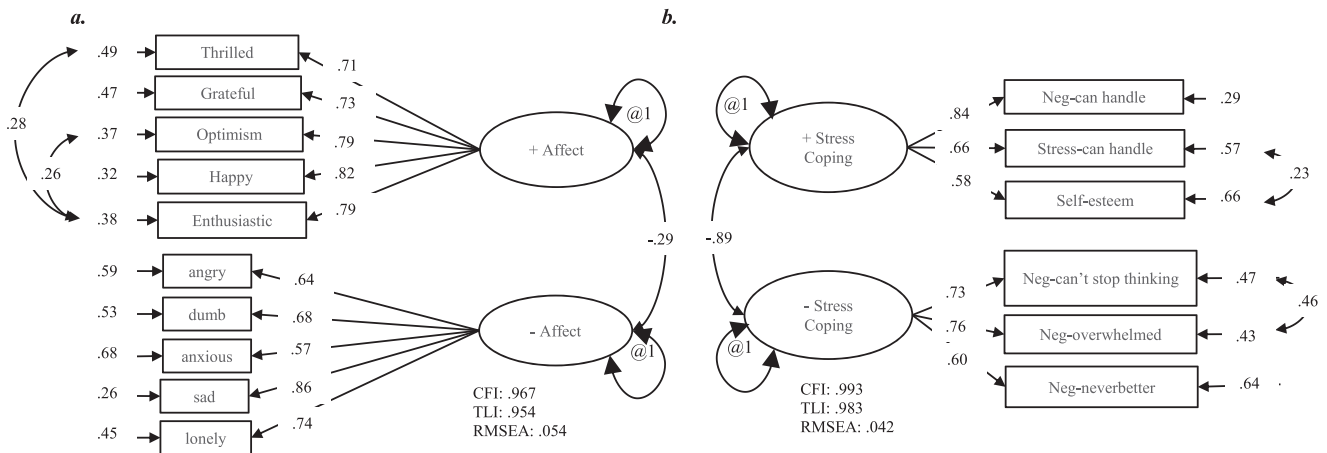 a.
.49
Thrilled
.71
.47
Grateful
.73
@1
.28
.37
Optimism
.79
+ Affect
.26
.32
Happy
.82
.38
Enthusiastic
.79
-.29
.59
angry
.64
.53
dumb
.68
- Affect
.68
anxious
.57
@1
.26
sad
.86
.45
lonely
.74
CFI: .967
TLI: .954
RMSEA: .054
b.
@1
+ Stress
Coping
.84
Neg-can handle
.29
.66
Stress-can handle
.57
.23
.58
Self-esteem
.66
-.89
- Stress
Coping
@1
.73
Neg-can't stop thinking
.47
.46
.76
Neg-overwhelmed
.43
.60
Neg-neverbetter
.64
CFI: .993
TLI: .983
RMSEA: .042